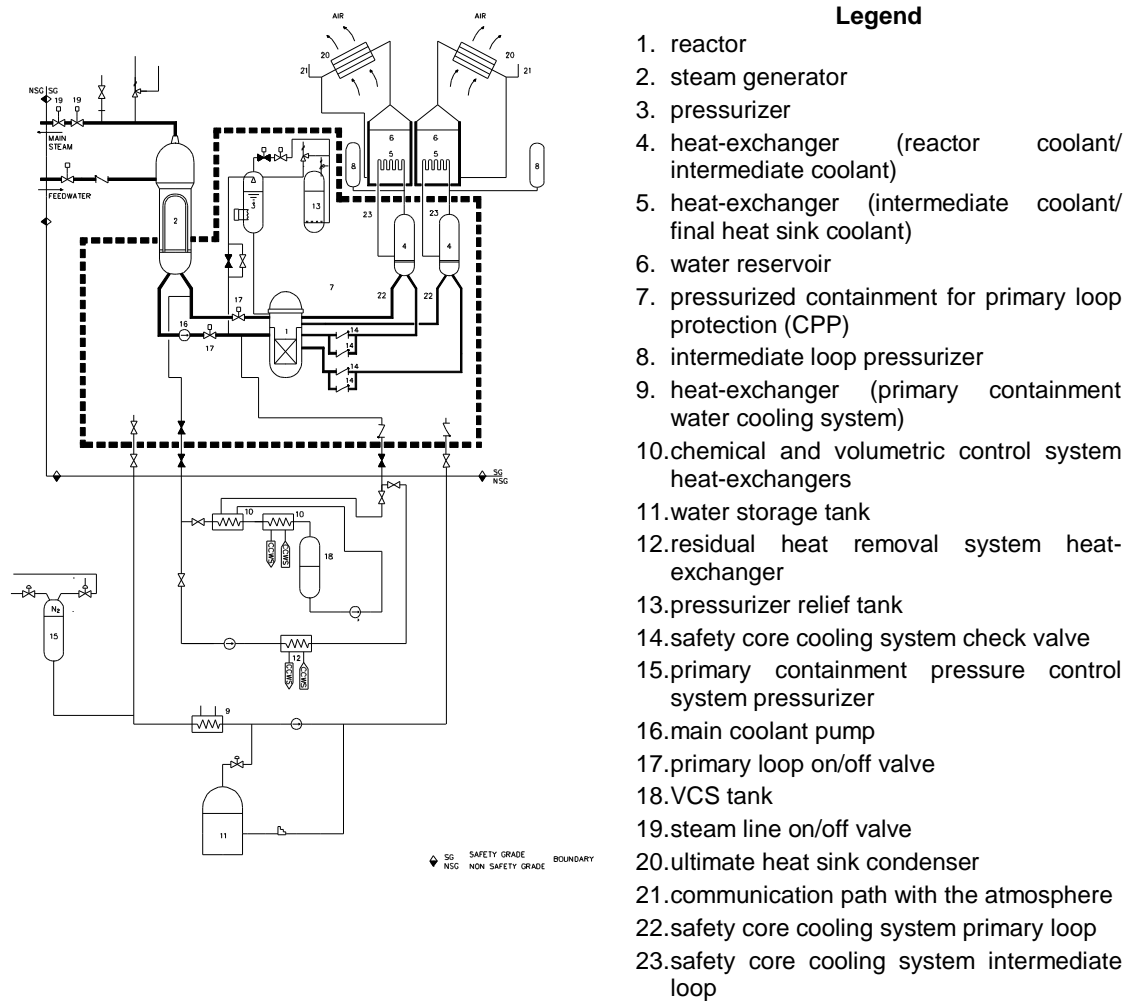 AIR
AIR
20
20
21
21
NSG SG
19
19
MAIN
STEAM
FEEDWATER
6
6
5
5
8
8
3
13
23
23
2
4
4
7
22
22
17
16
17
1
14
14
14
14
SG
NSG
10
10
CCWS
CCWS
18
N2
15
12
CCWS
CCWS
9
11
SG SAFETY GRADE
NSG NON SAFETY GRADE
BOUNDARY
Legend
1. reactor
2. steam generator
3. pressurizer
4. heat-exchanger (reactor coolant/
intermediate coolant)
5. heat-exchanger (intermediate coolant/
final heat sink coolant)
6. water reservoir
7. pressurized containment for primary loop
protection (CPP)
8. intermediate loop pressurizer
9. heat-exchanger (primary containment
water cooling system)
10.chemical and volumetric control system
heat-exchangers
11.water storage tank
12.residual heat removal system heat-
exchanger
13.pressurizer relief tank
14.safety core cooling system check valve
15.primary containment pressure control
system pressurizer
16.main coolant pump
17.primary loop on/off valve
18.VCS tank
19.steam line on/off valve
20.ultimate heat sink condenser
21.communication path with the atmosphere
22.safety core cooling system primary loop
23.safety core cooling system intermediate
loop